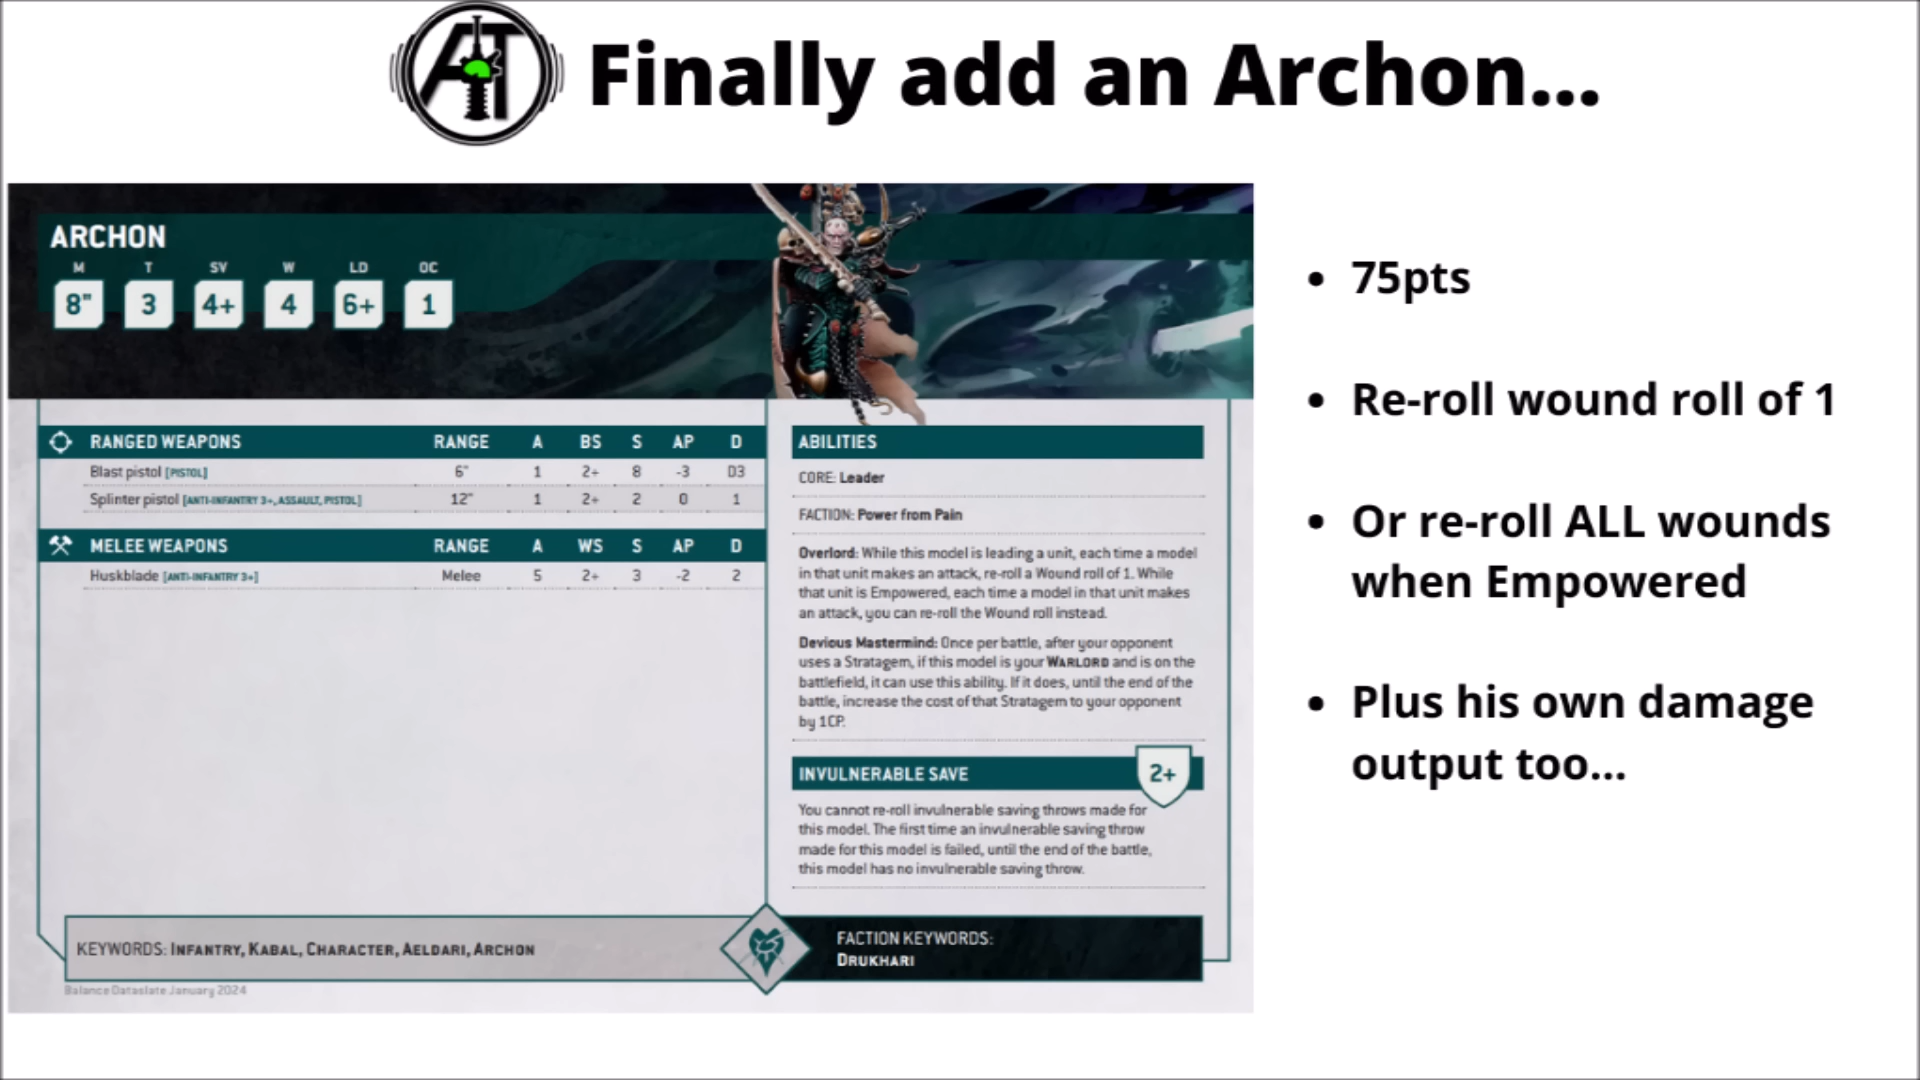 AT Finally add an Archon...
ARCHON
M T SV W LD OC
8" 3 4+ 4 6+ 1
RANGED WEAPONS RANGE A BS S AP D
Blast pistol [PISTOL] 6" 1 2+ 8 -3 D3
Splinter pistol [ANTI-INFANTRY 3+, ASSAULT, PISTOL] 12" 1 2+ 2 0 1
MELEE WEAPONS RANGE A WS S AP D
Huskblade [ANTI-INFANTRY 3+] Melee 5 2+ 3 -2 2
ABILITIES
CORE: Leader
FACTION: Power from Pain
Overlord: While this model is leading a unit, each time a model
in that unit makes an attack, re-roll a Wound roll of 1. While
that unit is Empowered, each time a model in that unit makes
an attack, you can re-roll the Wound roll instead.
Devious Mastermind: Once per battle, after your opponent
uses a Stratagem, if this model is your WARLORD and is on the
battlefield, it can use this ability. If it does, until the end of the
battle, increase the cost of that Stratagem to your opponent
by 1CP.
INVULNERABLE SAVE 2+
You cannot re-roll invulnerable saving throws made for
this model. The first time an invulnerable saving throw
made for this model is failed, until the end of the battle,
this model has no invulnerable saving throw.
KEYWORDS: INFANTRY, KABAL, CHARACTER, AELDARI, ARCHON
FACTION KEYWORDS:
DRUKHARI
Balance Dataslate January 2024
• 75pts
• Re-roll wound roll of 1
• Or re-roll ALL wounds
when Empowered
• Plus his own damage
output too...